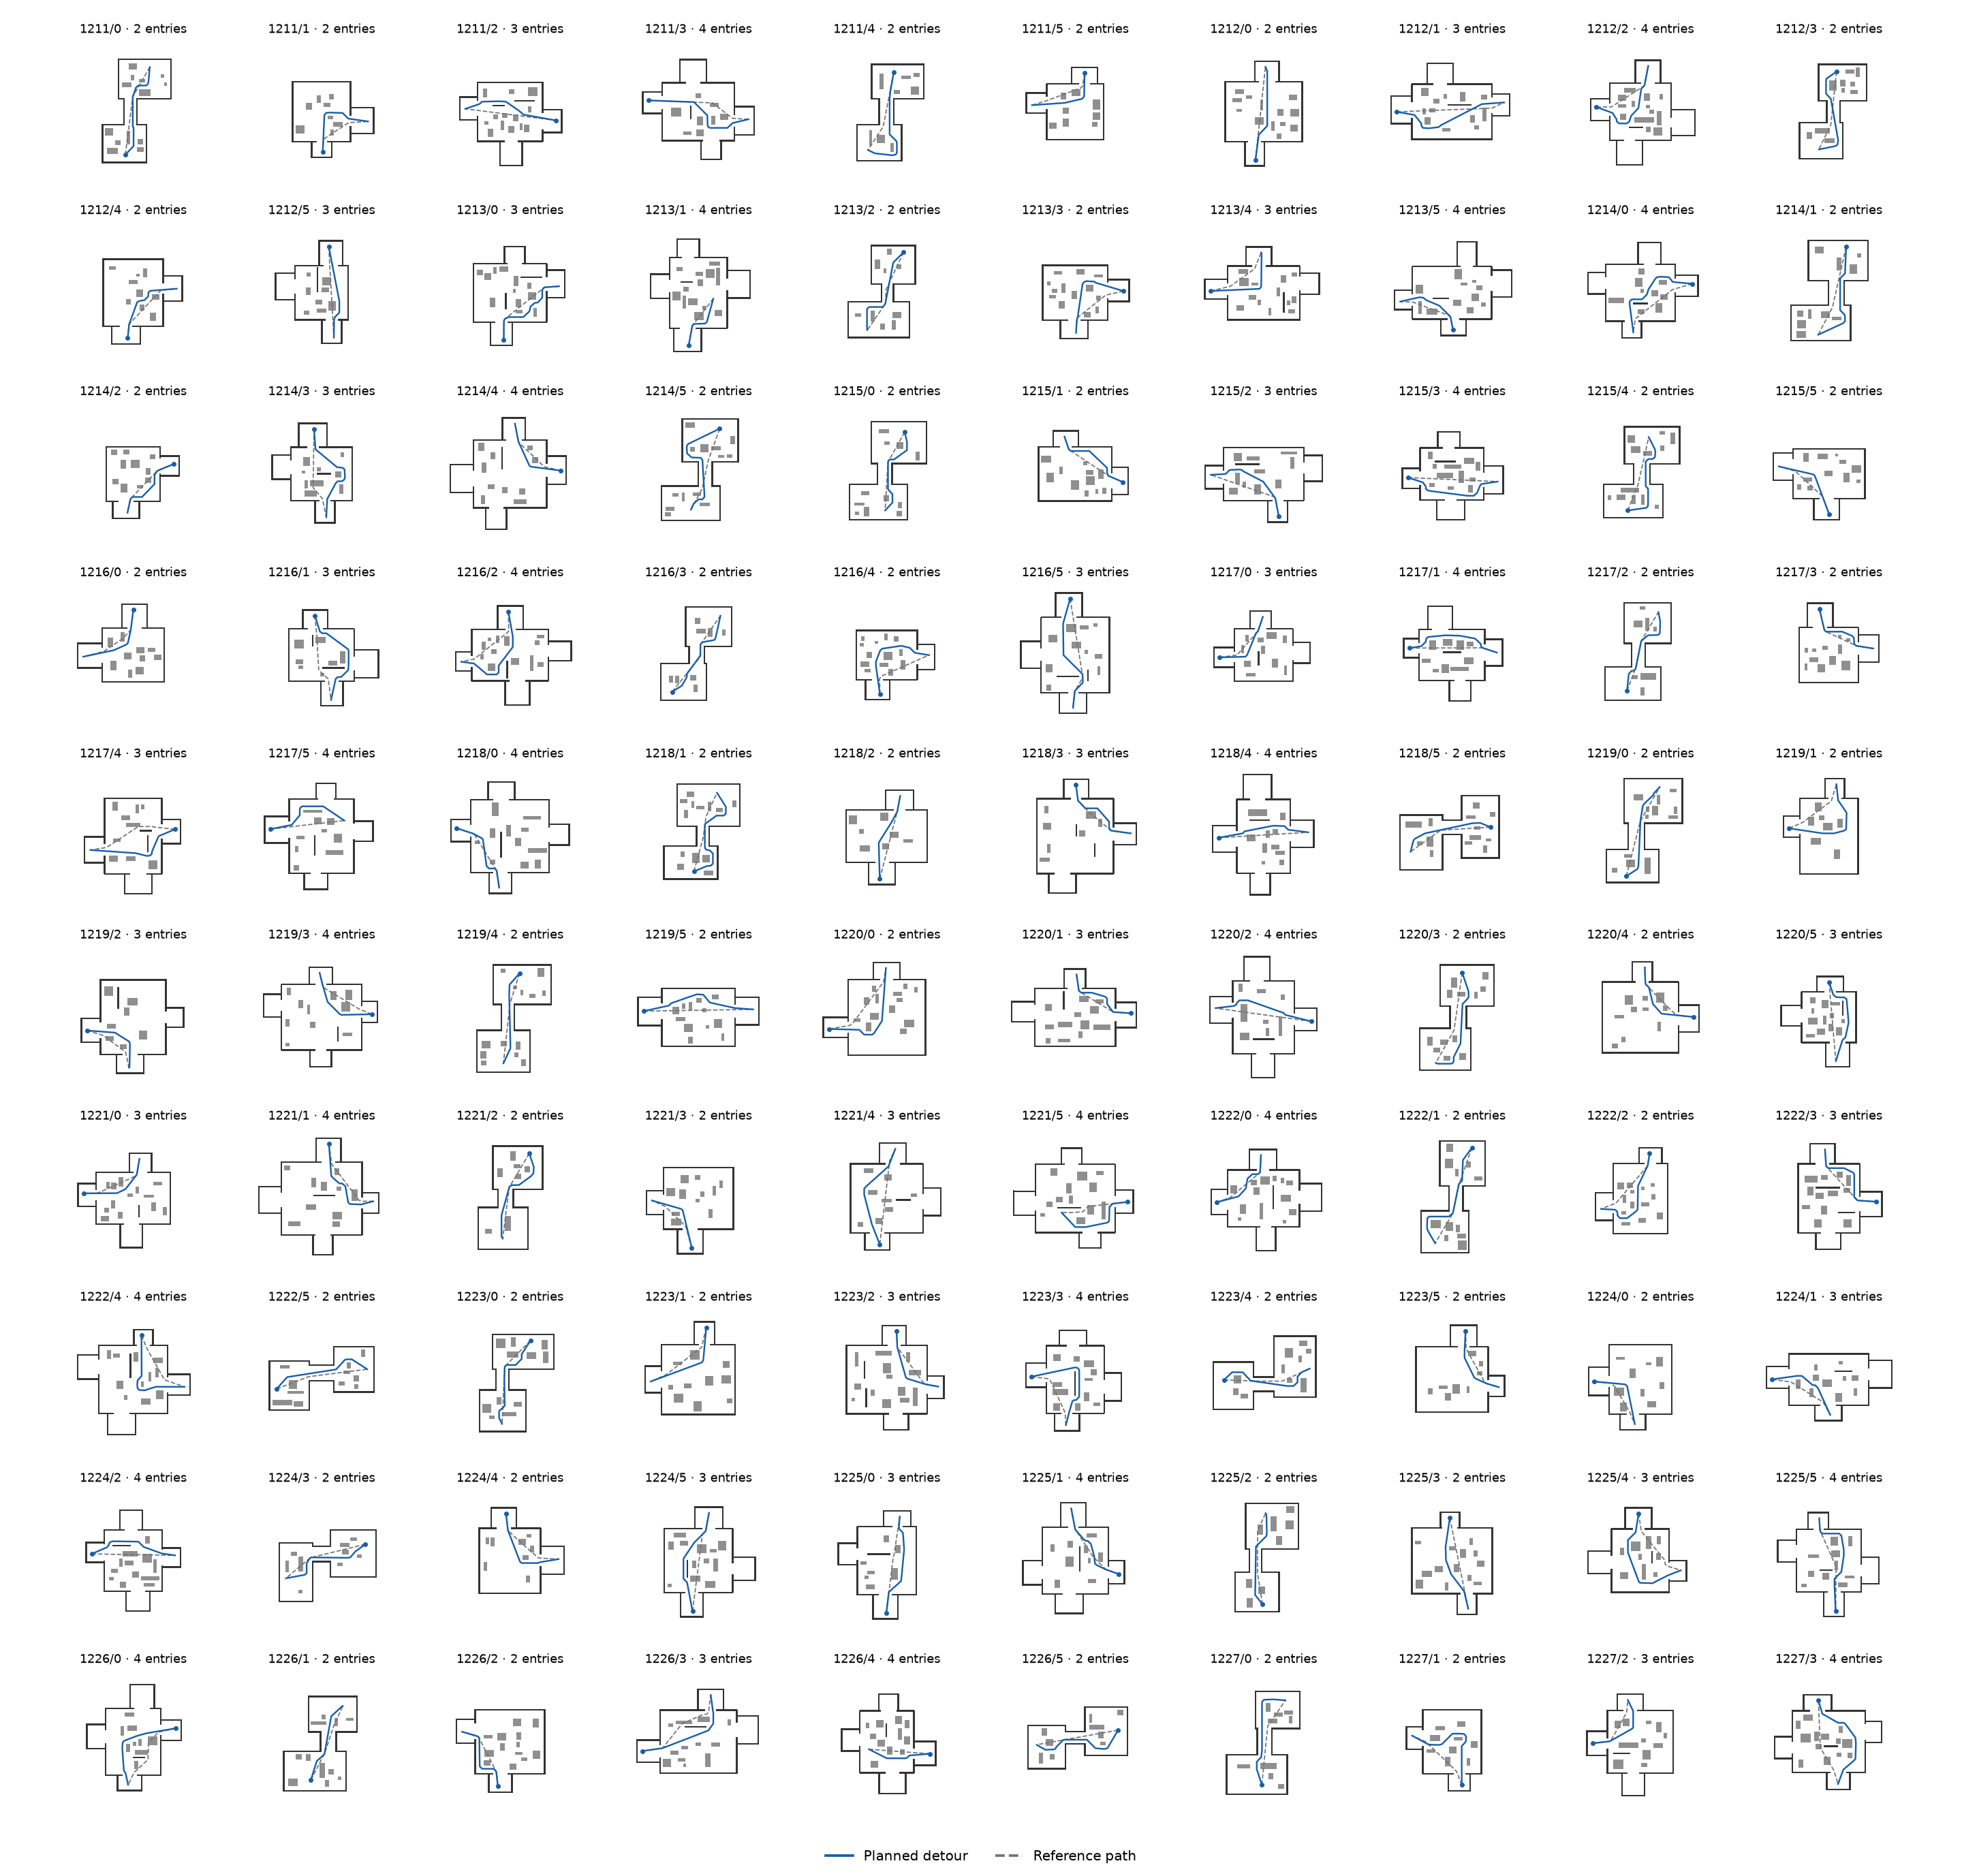 1211/0 · 2 entries 1211/1 · 2 entries 1211/2 · 3 entries 1211/3 · 4 entries 1211/4 · 2 entries 1211/5 · 2 entries 1212/0 · 2 entries 1212/1 · 3 entries 1212/2 · 4 entries 1212/3 · 2 entries
1212/4 · 2 entries 1212/5 · 3 entries 1213/0 · 3 entries 1213/1 · 4 entries 1213/2 · 2 entries 1213/3 · 2 entries 1213/4 · 3 entries 1213/5 · 4 entries 1214/0 · 4 entries 1214/1 · 2 entries
1214/2 · 2 entries 1214/3 · 3 entries 1214/4 · 4 entries 1214/5 · 2 entries 1215/0 · 2 entries 1215/1 · 2 entries 1215/2 · 3 entries 1215/3 · 4 entries 1215/4 · 2 entries 1215/5 · 2 entries
1216/0 · 2 entries 1216/1 · 3 entries 1216/2 · 4 entries 1216/3 · 2 entries 1216/4 · 2 entries 1216/5 · 3 entries 1217/0 · 3 entries 1217/1 · 4 entries 1217/2 · 2 entries 1217/3 · 2 entries
1217/4 · 3 entries 1217/5 · 4 entries 1218/0 · 4 entries 1218/1 · 2 entries 1218/2 · 2 entries 1218/3 · 3 entries 1218/4 · 4 entries 1218/5 · 2 entries 1219/0 · 2 entries 1219/1 · 2 entries
1219/2 · 3 entries 1219/3 · 4 entries 1219/4 · 2 entries 1219/5 · 2 entries 1220/0 · 2 entries 1220/1 · 3 entries 1220/2 · 4 entries 1220/3 · 2 entries 1220/4 · 2 entries 1220/5 · 3 entries
1221/0 · 3 entries 1221/1 · 4 entries 1221/2 · 2 entries 1221/3 · 2 entries 1221/4 · 3 entries 1221/5 · 4 entries 1222/0 · 4 entries 1222/1 · 2 entries 1222/2 · 2 entries 1222/3 · 3 entries
1222/4 · 4 entries 1222/5 · 2 entries 1223/0 · 2 entries 1223/1 · 2 entries 1223/2 · 3 entries 1223/3 · 4 entries 1223/4 · 2 entries 1223/5 · 2 entries 1224/0 · 2 entries 1224/1 · 3 entries
1224/2 · 4 entries 1224/3 · 2 entries 1224/4 · 2 entries 1224/5 · 3 entries 1225/0 · 3 entries 1225/1 · 4 entries 1225/2 · 2 entries 1225/3 · 2 entries 1225/4 · 3 entries 1225/5 · 4 entries
1226/0 · 4 entries 1226/1 · 2 entries 1226/2 · 2 entries 1226/3 · 3 entries 1226/4 · 4 entries 1226/5 · 2 entries 1227/0 · 2 entries 1227/1 · 2 entries 1227/2 · 3 entries 1227/3 · 4 entries
Planned detour Reference path